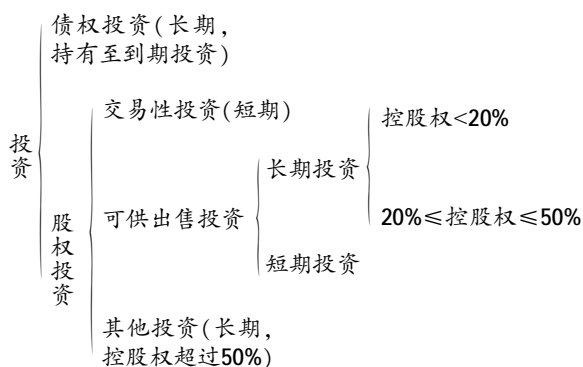 债权投资(长期,
持有至到期投资)
交易性投资(短期)
控股权<20%
投资
长期投资
股权投资
可供出售投资
20%≤控股权≤50%
短期投资
其他投资(长期,
控股权超过50%)